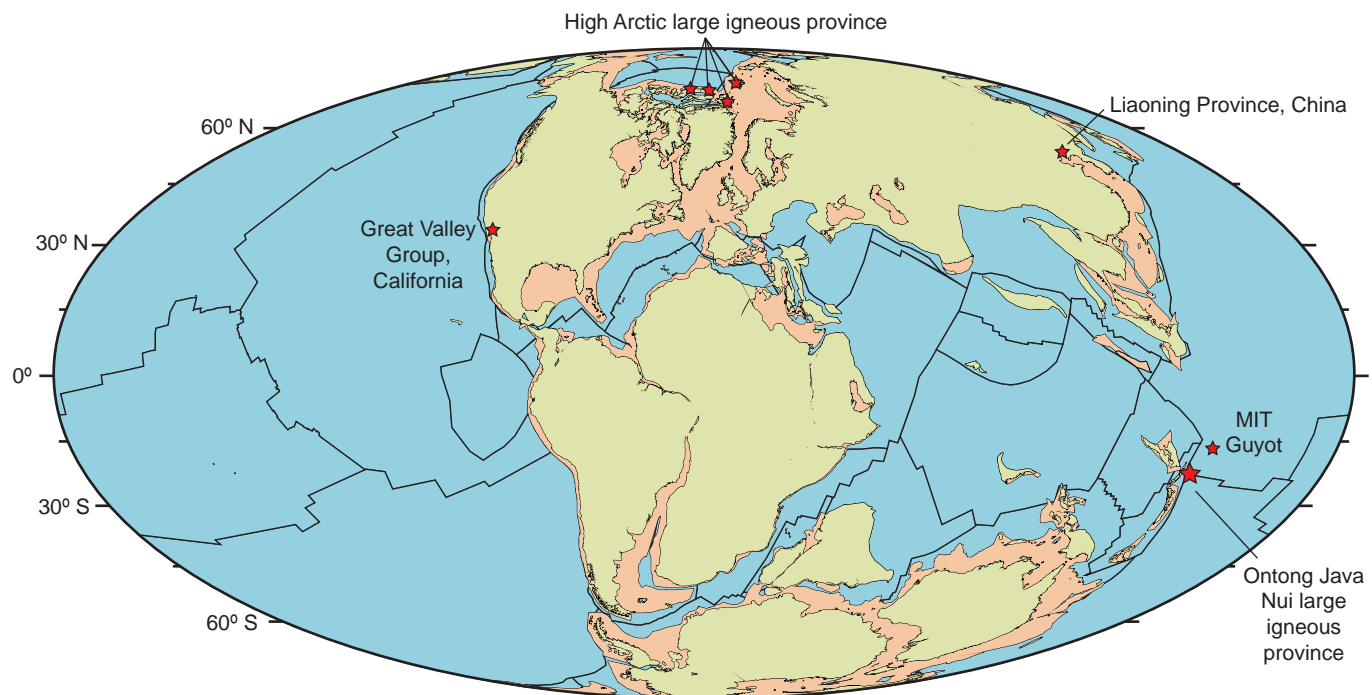 High Arctic large igneous province
Liaoning Province, China
60º N
Great Valley
Group,
California
30º N
0º
MIT
Guyot
30º S
Ontong Java
Nui large
igneous
province
60º S